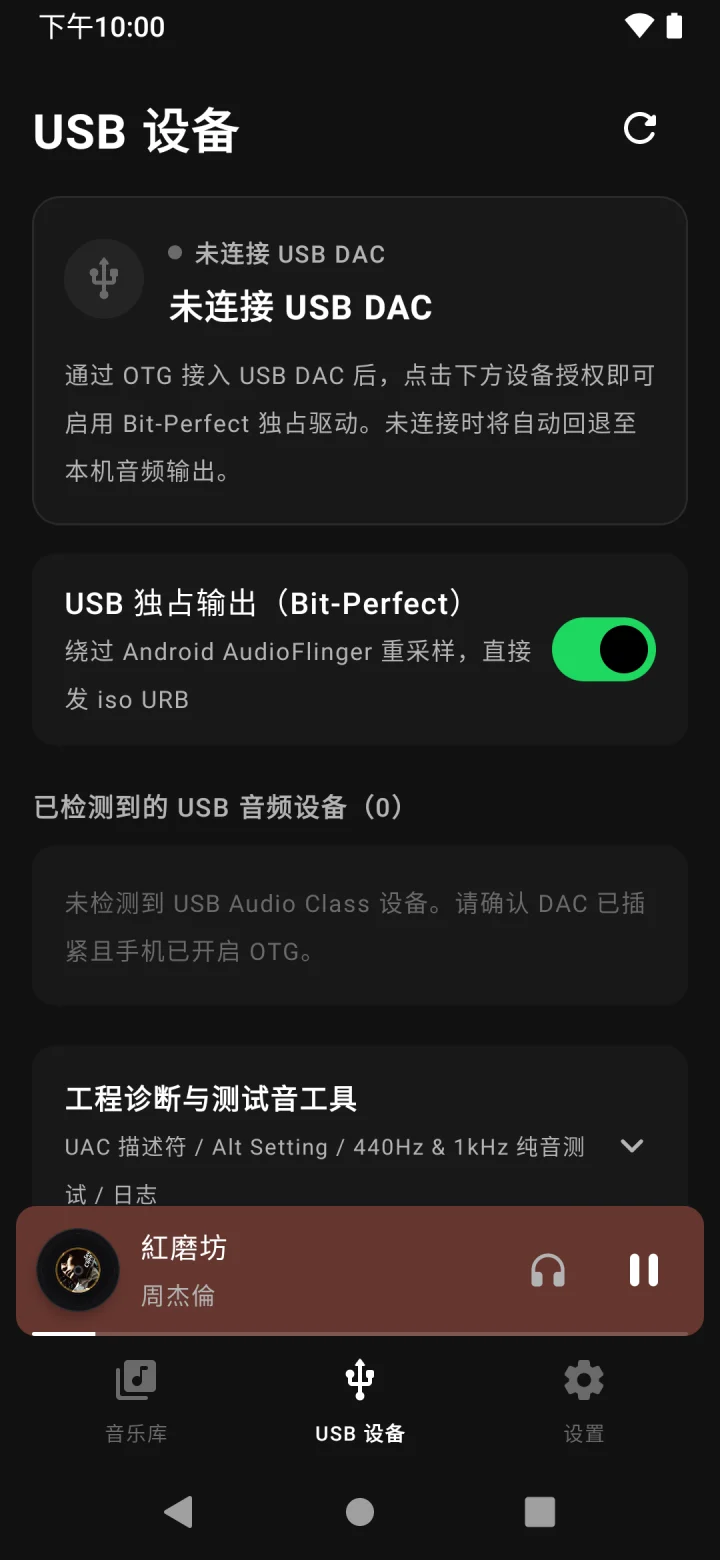 下午10:00
USB 设备
未连接 USB DAC
未连接 USB DAC
通过 OTG 接入 USB DAC 后，点击下方设备授权即可
启用 Bit-Perfect 独占驱动。未连接时将自动回退至
本机音频输出。
USB 独占输出（Bit-Perfect）
绕过 Android AudioFlinger 重采样，直接
发 iso URB
已检测到的 USB 音频设备（0）
未检测到 USB Audio Class 设备。请确认 DAC 已插
紧且手机已开启 OTG。
工程诊断与测试音工具
UAC 描述符 / Alt Setting / 440Hz & 1kHz 纯音测
试 / 日志
紅磨坊
周杰倫
音乐库
USB 设备
设置